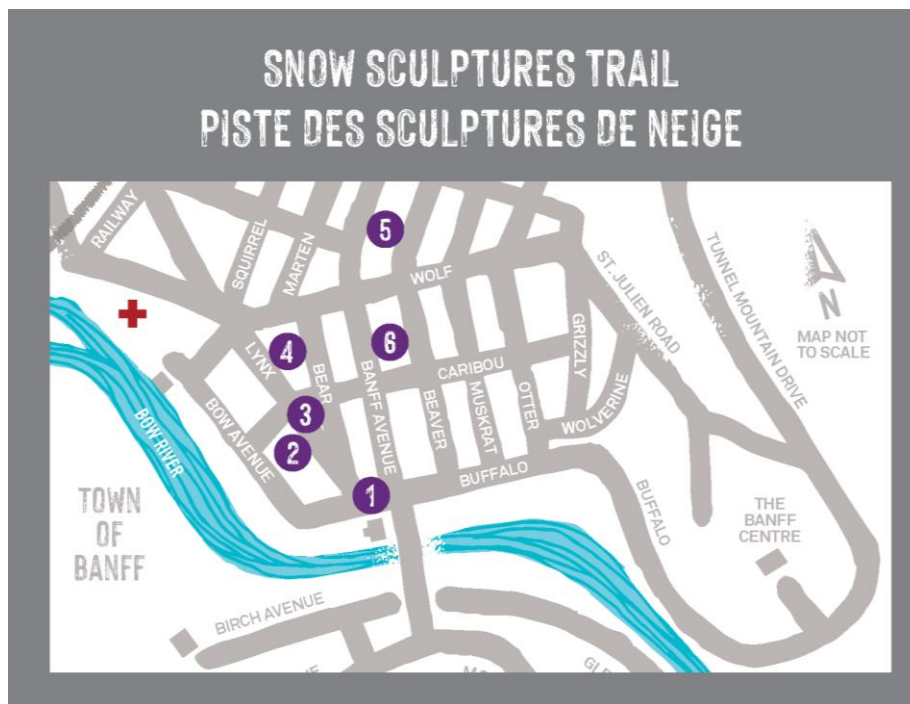 SNOW SCULPTURES TRAIL
PISTE DES SCULPTURES DE NEIGE
RAILWAY
SQUIRREL
MARTEN
5
WOLF
ST. JULIEN ROAD
TUNNEL MOUNTAIN DRIVE
N
MAP NOT
TO SCALE
LYNX
4
BEAR
6
BANFF AVENUE
CARIBOU
GRIZZLY
3
2
BOW AVENUE
BOW RIVER
BEAVER
MUSKRAT
OTTER
WOLVERINE
1
BUFFALO
BUFFALO
TOWN
OF
BANFF
THE
BANFF
CENTRE
BIRCH AVENUE